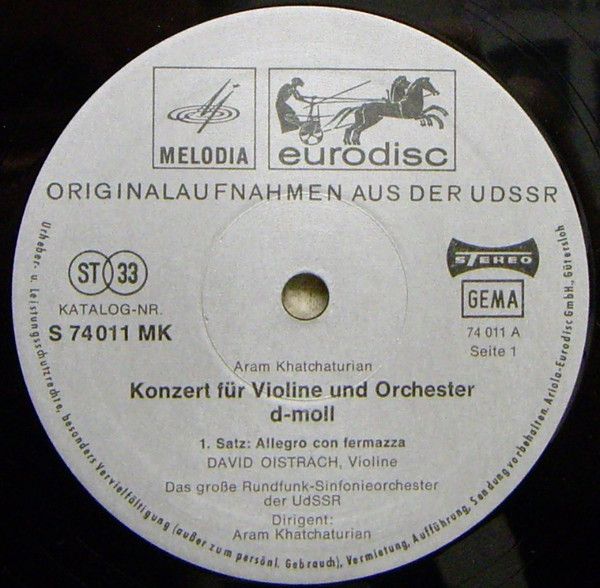 MELODIA
eurodisc
ORIGINALAUFNAHMEN AUS DER UDSSR
ST 33
KATALOG-NR.
S 74011 MK
STEREO
GEMA
74 011 A
Seite 1
Aram Khatchaturian
Konzert für Violine und Orchester
d-moll
1. Satz: Allegro con fermazza
DAVID OISTRACH, Violine
Das große Rundfunk-Sinfonieorchester
der UdSSR
Dirigent:
Aram Khatchaturian
Urheber- u. Leistungsschutzrechte, besonders Vervielfältigung (außer zum persönl. Gebrauch), Vermietung, Aufführung, Sendung vorbehalten. Ariola-Eurodisc GmbH., Gütersloh